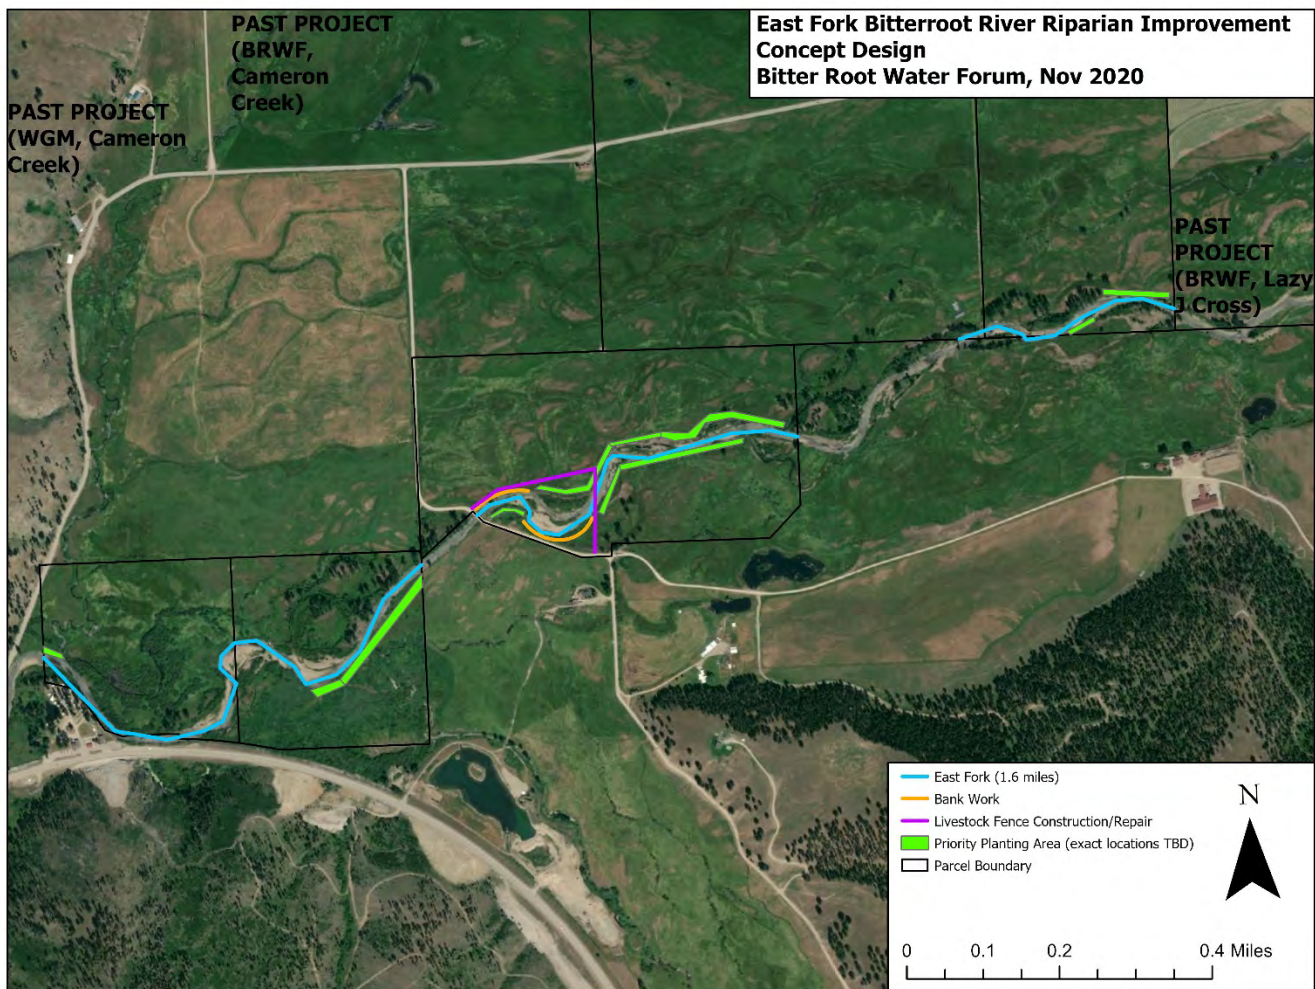 PAST PROJECT
(BRWF,
Cameron
Creek)
East Fork Bitterroot River Riparian Improvement
Concept Design
Bitter Root Water Forum, Nov 2020
PAST PROJECT
(WGM, Cameron
Creek)
PAST
PROJECT
(BRWF, Lazy
J Cross)
East Fork (1.6 miles)
Bank Work
Livestock Fence Construction/Repair
Priority Planting Area (exact locations TBD)
Parcel Boundary
N
0 0.1 0.2 0.4 Miles